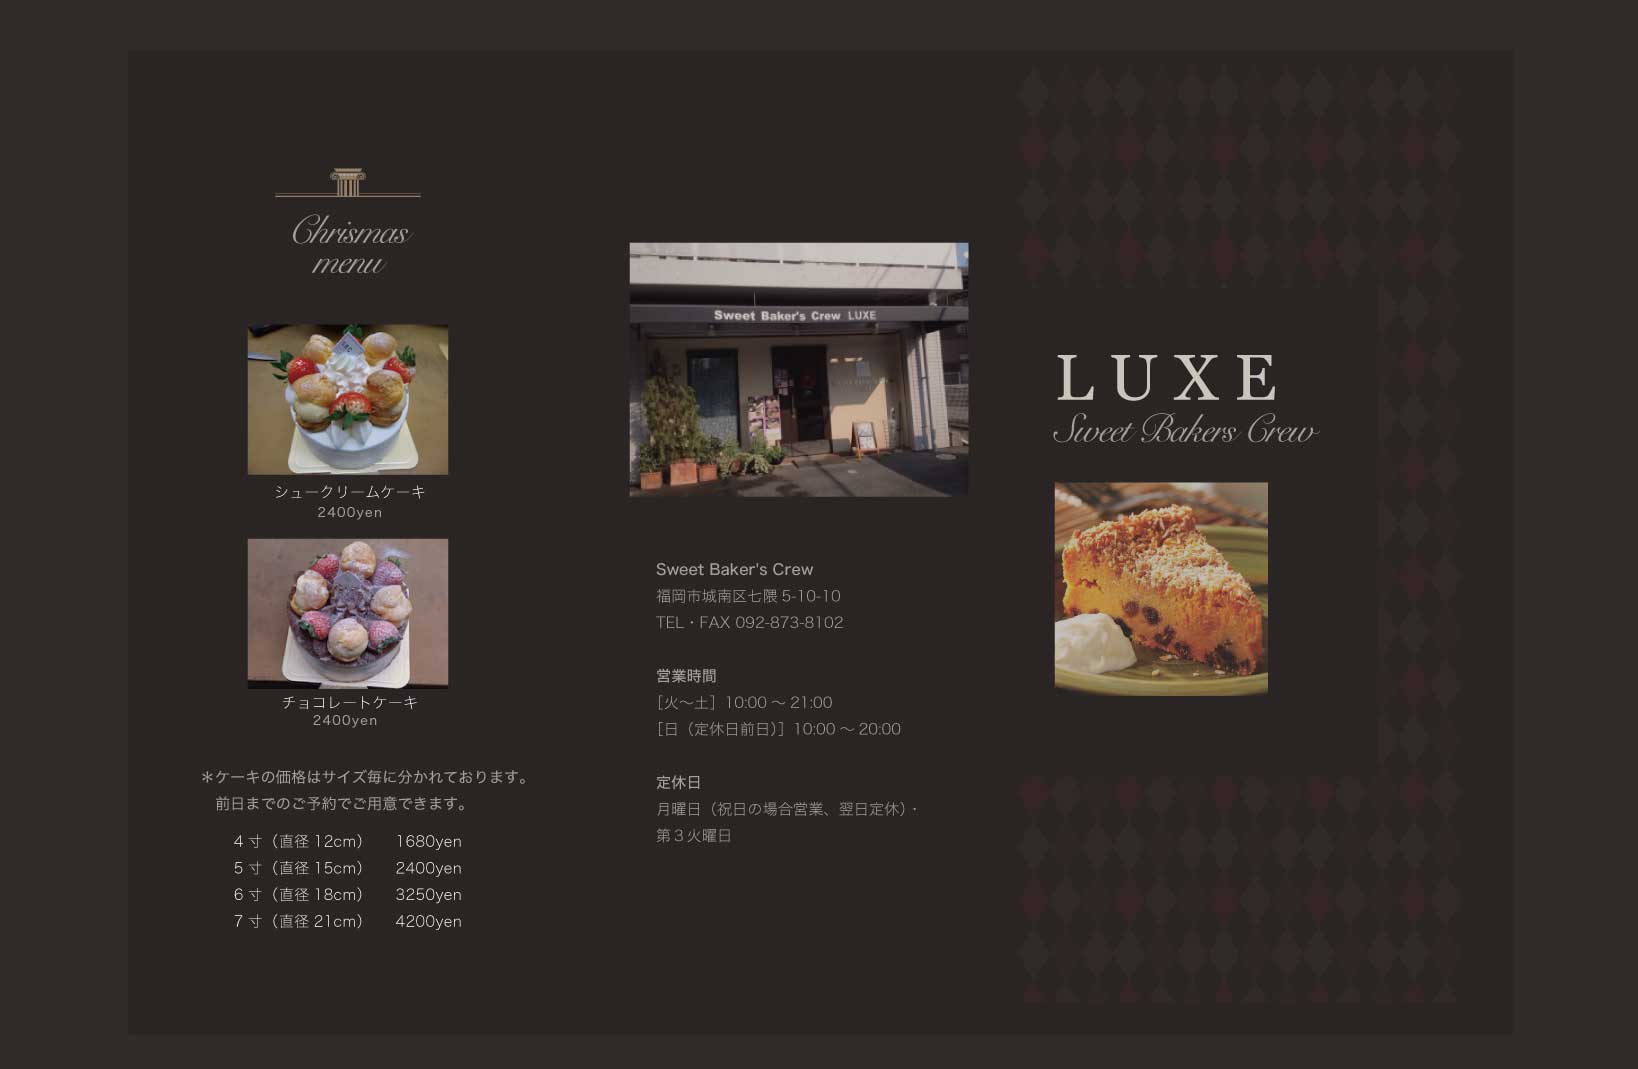 Chrismas
menu
シュークリームケーキ
2400yen
チョコレートケーキ
2400yen
＊ケーキの価格はサイズ毎に分かれております。
前日までのご予約でご用意できます。
4 寸（直径 12cm） 1680yen
5 寸（直径 15cm） 2400yen
6 寸（直径 18cm） 3250yen
7 寸（直径 21cm） 4200yen
Sweet Baker's Crew LUXE
Sweet Baker's Crew
福岡市城南区七隈 5-10-10
TEL・FAX 092-873-8102
営業時間
［火〜土］10:00 〜 21:00
［日（定休日前日）］10:00 〜 20:00
定休日
月曜日（祝日の場合営業、翌日定休）・
第３火曜日
LUXE
Sweet Bakers Crew